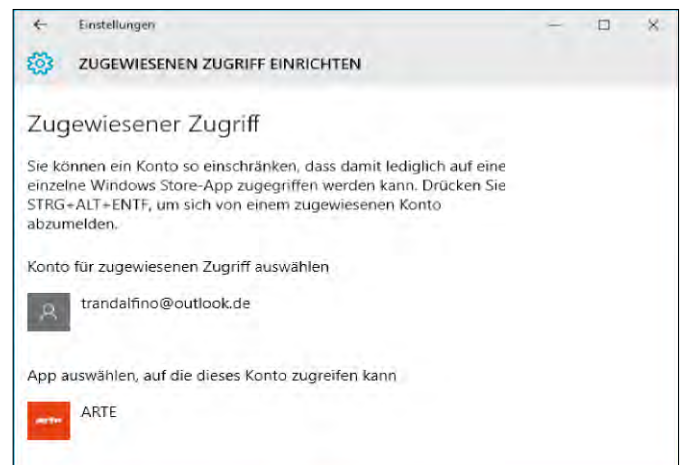 Einstellungen
ZUGEWIESENEN ZUGRIFF EINRICHTEN
Zugewiesener Zugriff
Sie können ein Konto so einschränken, dass damit lediglich auf eine
einzelne Windows Store-App zugegriffen werden kann. Drücken Sie
STRG+ALT+ENTF, um sich von einem zugewiesenen Konto
abzumelden.
Konto für zugewiesenen Zugriff auswählen
trandalfino@outlook.de
App auswählen, auf die dieses Konto zugreifen kann
arte
ARTE